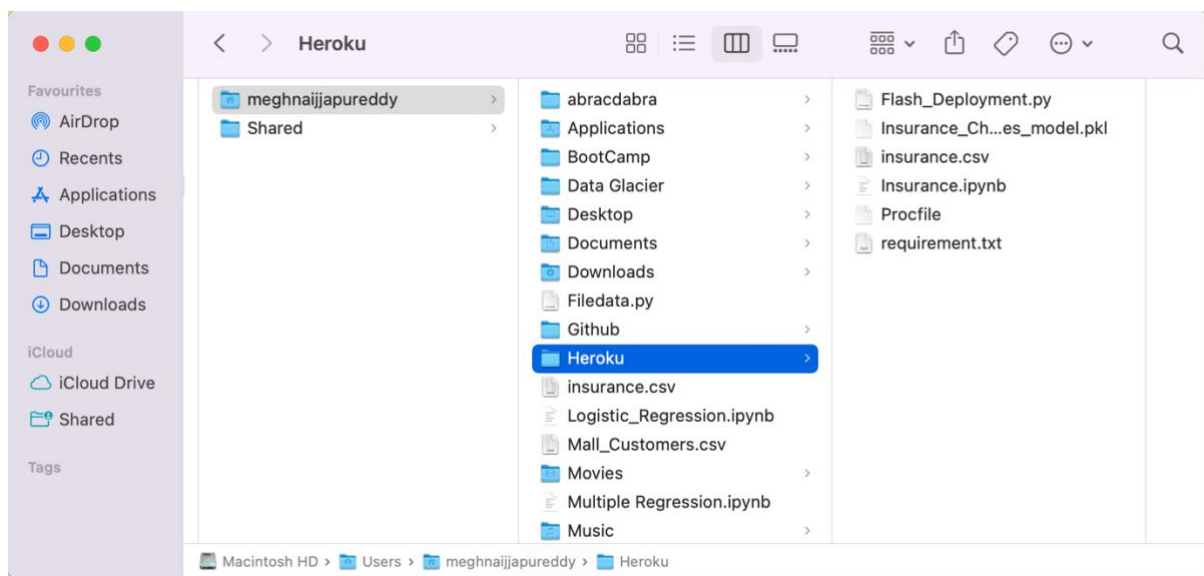 Heroku
Favourites
AirDrop
Recents
Applications
Desktop
Documents
Downloads
iCloud
iCloud Drive
Shared
Tags
meghnaijjapureddy
Shared
abracdabra
Applications
BootCamp
Data Glacier
Desktop
Documents
Downloads
Filedata.py
Github
Heroku
insurance.csv
Logistic_Regression.ipynb
Mall_Customers.csv
Movies
Multiple Regression.ipynb
Music
Flash_Deployment.py
Insurance_Ch...es_model.pkl
insurance.csv
Insurance.ipynb
Procfile
requirement.txt
Macintosh HD › Users › meghnaijjapureddy › Heroku